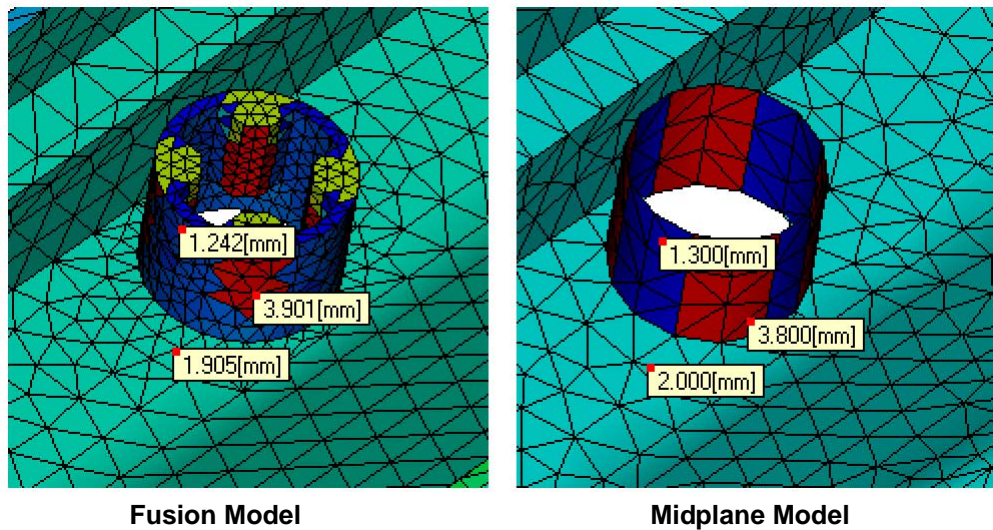 1.242[mm]
3.901[mm]
1.905[mm]
1.300[mm]
3.800[mm]
2.000[mm]
Fusion Model
Midplane Model